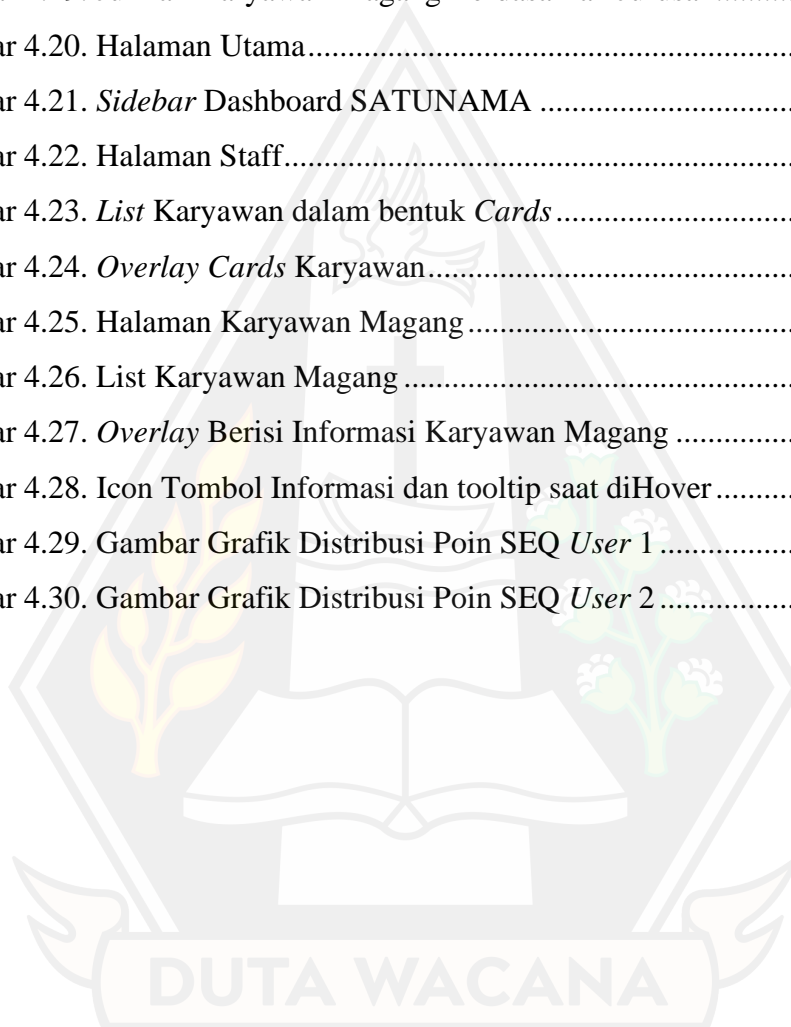 ar 4.20. Halaman Utama................................................................
ar 4.21. Sidebar Dashboard SATUNAMA ................................
ar 4.22. Halaman Staff................................................................
ar 4.23. List Karyawan dalam bentuk Cards................................
ar 4.24. Overlay Cards Karyawan................................................
ar 4.25. Halaman Karyawan Magang................................................
ar 4.26. List Karyawan Magang................................................
ar 4.27. Overlay Berisi Informasi Karyawan Magang ................
ar 4.28. Icon Tombol Informasi dan tooltip saat diHover............
ar 4.29. Gambar Grafik Distribusi Poin SEQ User 1..................
ar 4.30. Gambar Grafik Distribusi Poin SEQ User 2..................
DUTA WACANA